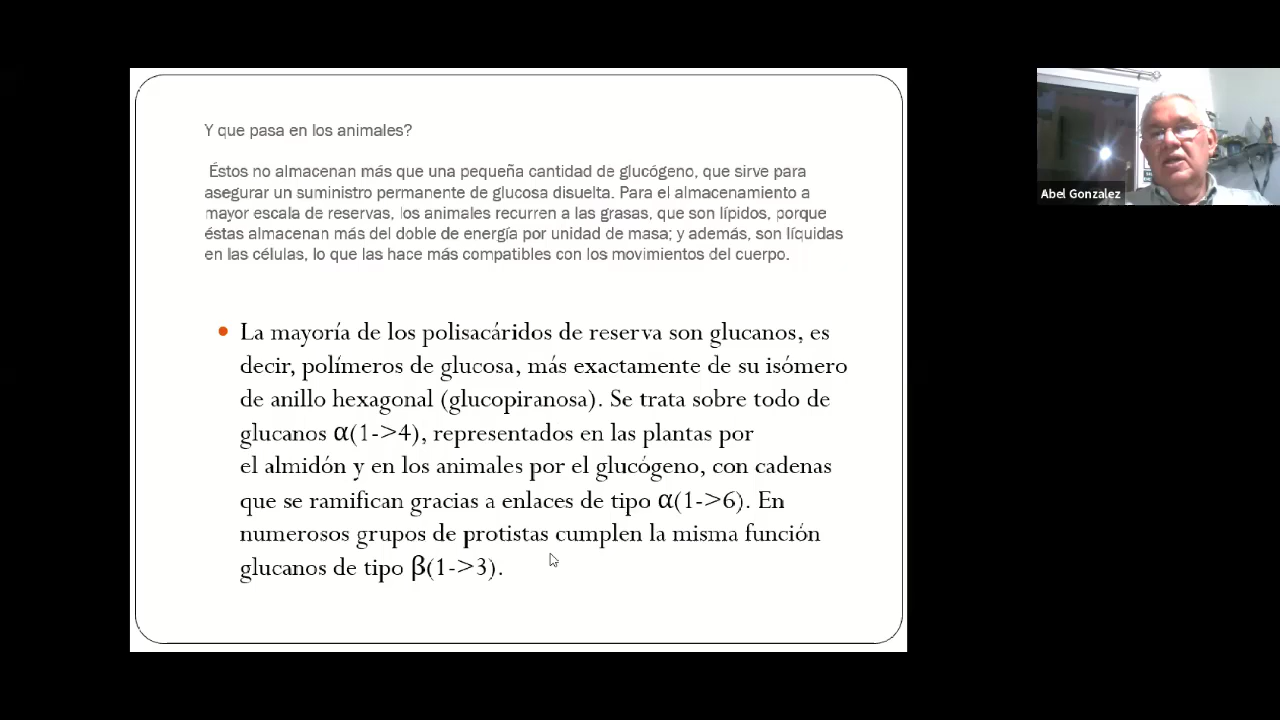 Y que pasa en los animales?
Éstos no almacenan más que una pequeña cantidad de glucógeno, que sirve para
asegurar un suministro permanente de glucosa disuelta. Para el almacenamiento a
mayor escala de reservas, los animales recurren a las grasas, que son lípidos, porque
éstas almacenan más del doble de energía por unidad de masa; y además, son líquidas
en las células, lo que las hace más compatibles con los movimientos del cuerpo.
• La mayoría de los polisacáridos de reserva son glucanos, es
decir, polímeros de glucosa, más exactamente de su isómero
de anillo hexagonal (glucopiranosa). Se trata sobre todo de
glucanos α(1->4), representados en las plantas por
el almidón y en los animales por el glucógeno, con cadenas
que se ramifican gracias a enlaces de tipo α(1->6). En
numerosos grupos de protistas cumplen la misma función
glucanos de tipo β(1->3).
Abel Gonzalez